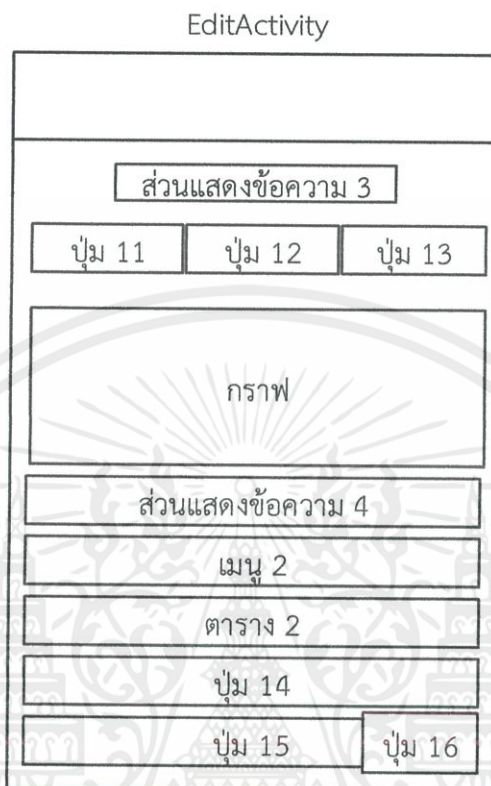 EditActivity
ส่วนแสดงข้อความ 3
ปุ่ม 11 ปุ่ม 12 ปุ่ม 13
กราฟ
ส่วนแสดงข้อความ 4
เมนู 2
ตาราง 2
ปุ่ม 14
ปุ่ม 15 ปุ่ม 16